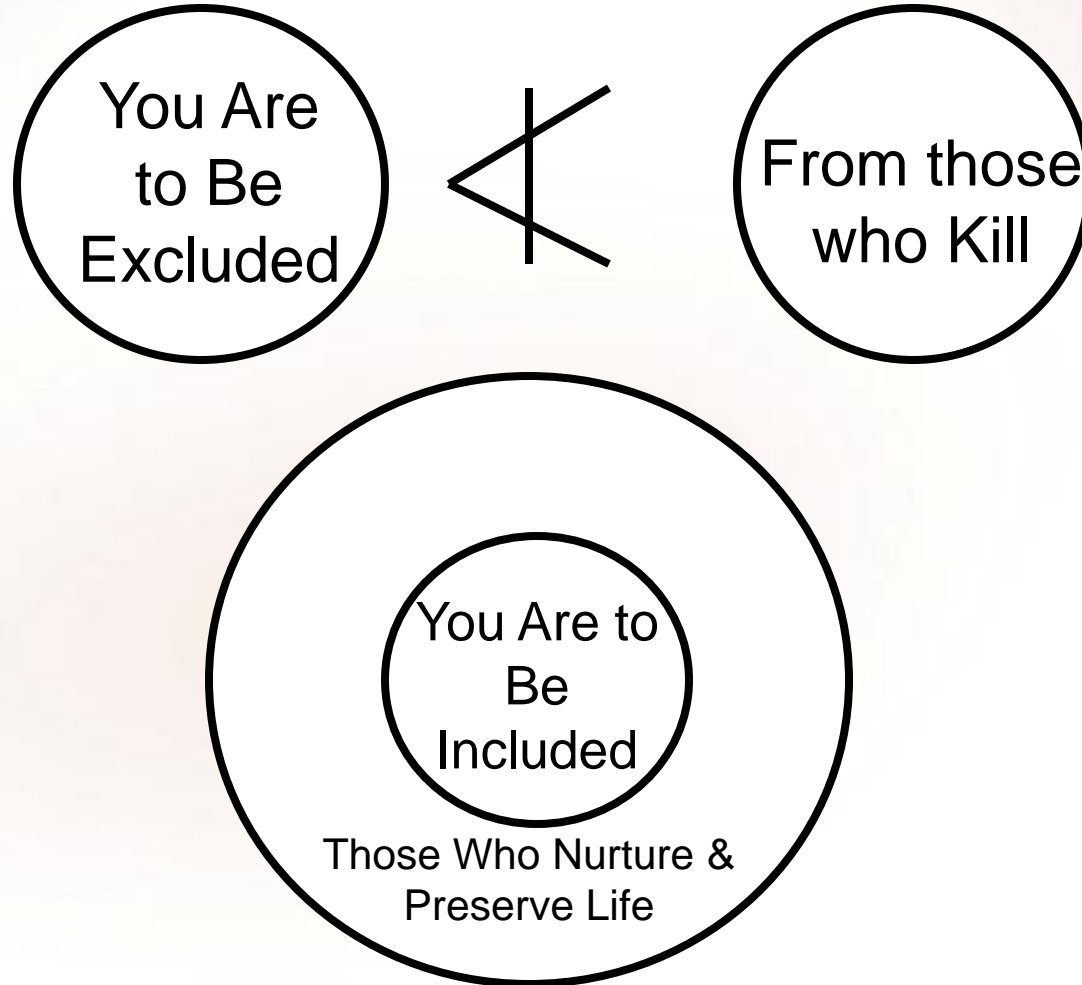 You Are
to Be
Excluded
From those
who Kill
You Are to
Be
Included
Those Who Nurture &
Preserve Life